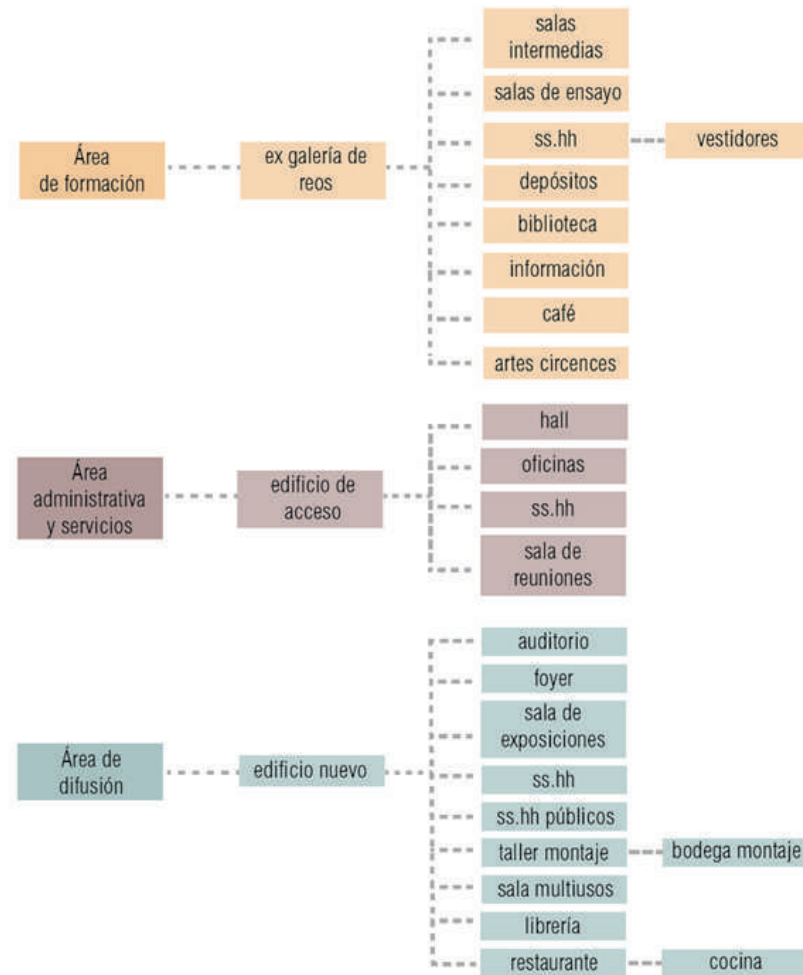 Área
de formación
ex galería de
reos
salas
intermedias
salas de ensayo
ss.hh
vestidores
depósitos
biblioteca
información
café
artes circences
Área
administrativa
y servicios
edificio de
acceso
hall
oficinas
ss.hh
sala de
reuniones
Área de
difusión
edificio nuevo
auditorio
foyer
sala de
exposiciones
ss.hh
ss.hh públicos
taller montaje
bodega montaje
sala multiusos
librería
restaurante
cocina